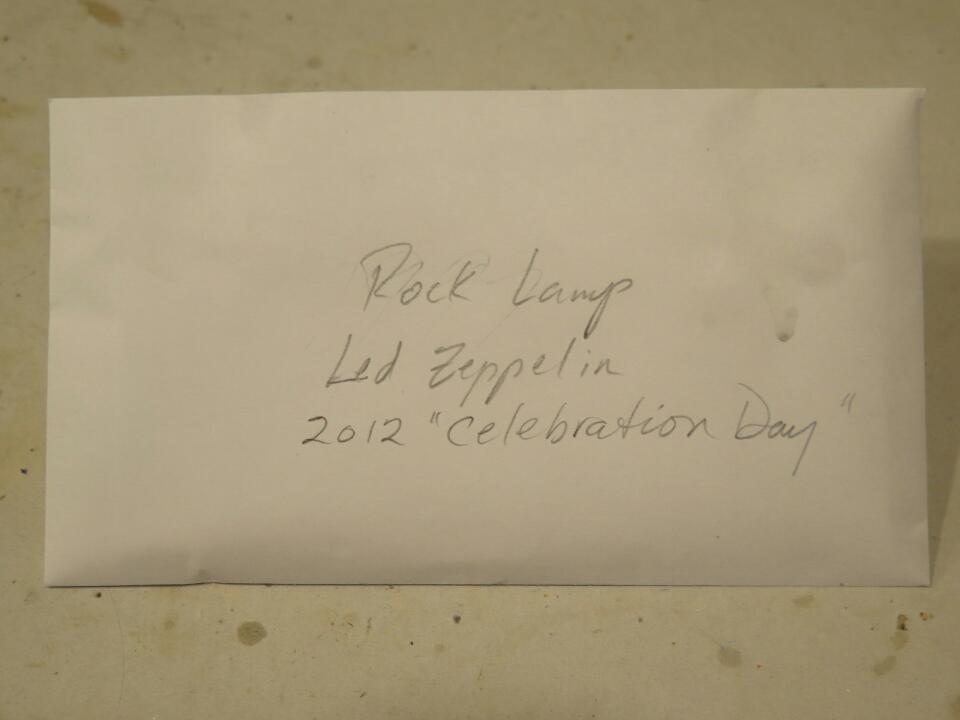 Rock Lamp
Led Zeppelin
2012 "Celebration Day"